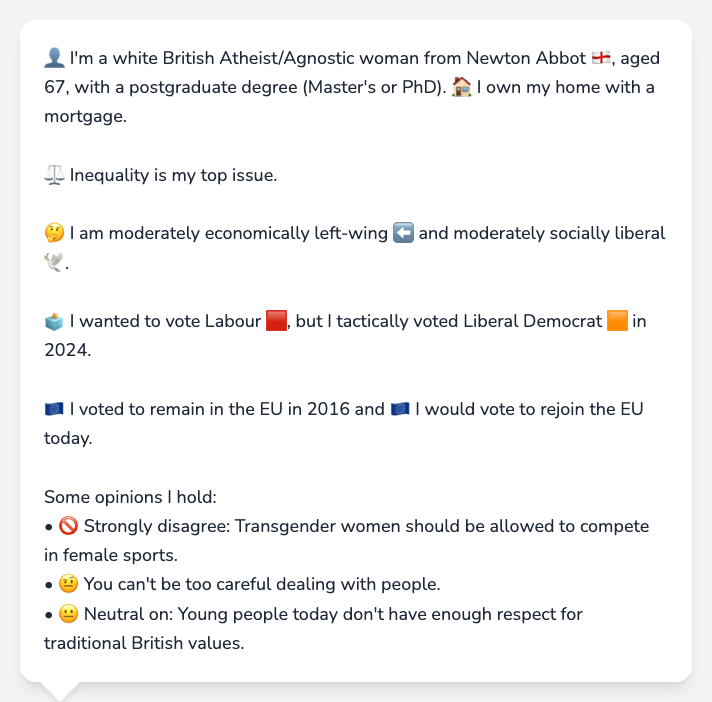 👤 I'm a white British Atheist/Agnostic woman from Newton Abbot 🏴󠁧󠁢󠁥󠁮󠁧󠁿, aged
67, with a postgraduate degree (Master's or PhD). 🏠 I own my home with a
mortgage.
⚖️ Inequality is my top issue.
🤔 I am moderately economically left-wing ⬅️ and moderately socially liberal
🕊️.
🗳️ I wanted to vote Labour 🟥, but I tactically voted Liberal Democrat 🟧 in
2024.
🇪🇺 I voted to remain in the EU in 2016 and 🇪🇺 I would vote to rejoin the EU
today.
Some opinions I hold:
• 🚫 Strongly disagree: Transgender women should be allowed to compete
in female sports.
• 🤨 You can't be too careful dealing with people.
• 😐 Neutral on: Young people today don't have enough respect for
traditional British values.